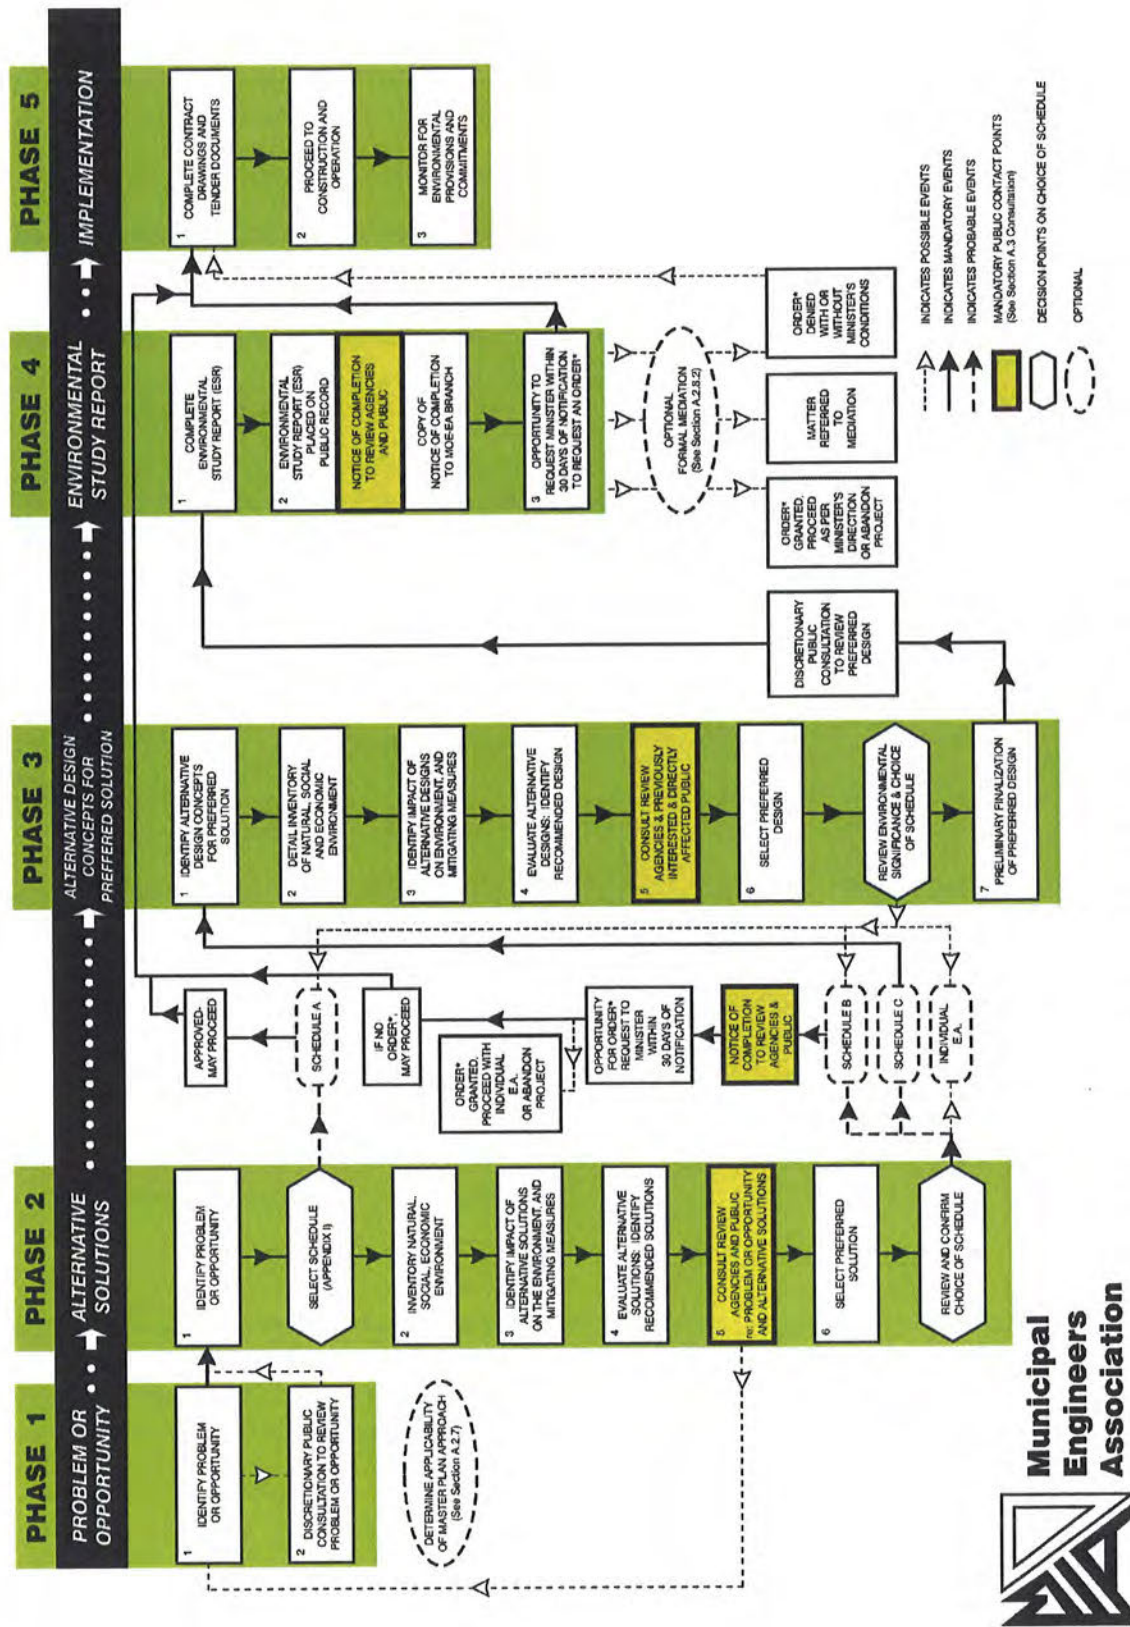 PHASE 1
PROBLEM OR
OPPORTUNITY
1
IDENTIFY PROBLEM
OR OPPORTUNITY
2
DISCRETIONARY PUBLIC
CONSULTATION TO REVIEW
PROBLEM OR OPPORTUNITY
DETERMINE APPLICABILITY
OF MASTER PLAN APPROACH
(See Section A.2.7)
PHASE 2
ALTERNATIVE
SOLUTIONS
1
IDENTIFY PROBLEM
OR OPPORTUNITY
SELECT SCHEDULE
(APPENDIX I)
2
INVENTORY NATURAL,
SOCIAL, ECONOMIC
ENVIRONMENT
3
IDENTIFY IMPACT OF
ALTERNATIVE SOLUTIONS
ON THE ENVIRONMENT, AND
MITIGATING MEASURES
4
EVALUATE ALTERNATIVE
SOLUTIONS: IDENTIFY
RECOMMENDED SOLUTIONS
5
CONSULT REVIEW
AGENCIES AND PUBLIC
re: PROBLEM OR OPPORTUNITY
AND ALTERNATIVE SOLUTIONS
6
SELECT PREFERRED
SOLUTION
REVIEW AND CONFIRM
CHOICE OF SCHEDULE
APPROVED-
MAY PROCEED
SCHEDULE A
IF NO
ORDER*,
MAY PROCEED
ORDER*
GRANTED,
PROCEED WITH
INDIVIDUAL
E.A.
OR ABANDON
PROJECT
OPPORTUNITY
FOR ORDER*
REQUEST TO
MINISTER
WITHIN
30 DAYS OF
NOTIFICATION
NOTICE OF
COMPLETION
TO REVIEW
AGENCIES &
PUBLIC
SCHEDULE B
SCHEDULE C
INDIVIDUAL
E.A.
PHASE 3
ALTERNATIVE DESIGN
CONCEPTS FOR
PREFERRED SOLUTION
1
IDENTIFY ALTERNATIVE
DESIGN CONCEPTS
FOR PREFERRED
SOLUTION
2
DETAIL INVENTORY
OF NATURAL, SOCIAL
AND ECONOMIC
ENVIRONMENT
3
IDENTIFY IMPACT OF
ALTERNATIVE DESIGNS
ON ENVIRONMENT, AND
MITIGATING MEASURES
4
EVALUATE ALTERNATIVE
DESIGNS: IDENTIFY
RECOMMENDED DESIGN
5
CONSULT REVIEW
AGENCIES & PREVIOUSLY
INTERESTED & DIRECTLY
AFFECTED PUBLIC
6
SELECT PREFERRED
DESIGN
REVIEW ENVIRONMENTAL
SIGNIFICANCE & CHOICE
OF SCHEDULE
7
PRELIMINARY FINALIZATION
OF PREFERRED DESIGN
DISCRETIONARY
PUBLIC
CONSULTATION
TO REVIEW
PREFERRED
DESIGN
PHASE 4
ENVIRONMENTAL
STUDY REPORT
1
COMPLETE
ENVIRONMENTAL
STUDY REPORT (ESR)
2
ENVIRONMENTAL
STUDY REPORT (ESR)
PLACED ON
PUBLIC RECORD
NOTICE OF COMPLETION
TO REVIEW AGENCIES
AND PUBLIC
COPY OF
NOTICE OF COMPLETION
TO MOE-EA BRANCH
3
OPPORTUNITY TO
REQUEST MINISTER WITHIN
30 DAYS OF NOTIFICATION
TO REQUEST AN ORDER*
OPTIONAL
FORMAL MEDIATION
(See Section A.2.8.2)
ORDER*
GRANTED,
PROCEED
AS PER
MINISTER'S
DIRECTION
OR ABANDON
PROJECT
MATTER
REFERRED
TO
MEDIATION
ORDER*
DENIED
WITH OR
WITHOUT
MINISTER'S
CONDITIONS
PHASE 5
IMPLEMENTATION
1
COMPLETE CONTRACT
DRAWINGS AND
TENDER DOCUMENTS
2
PROCEED TO
CONSTRUCTION AND
OPERATION
3
MONITOR FOR
ENVIRONMENTAL
PROVISIONS AND
COMMITMENTS
INDICATES POSSIBLE EVENTS
INDICATES MANDATORY EVENTS
INDICATES PROBABLE EVENTS
MANDATORY PUBLIC CONTACT POINTS
(See Section A.3 Consultation)
DECISION POINTS ON CHOICE OF SCHEDULE
OPTIONAL
Municipal
Engineers
Association